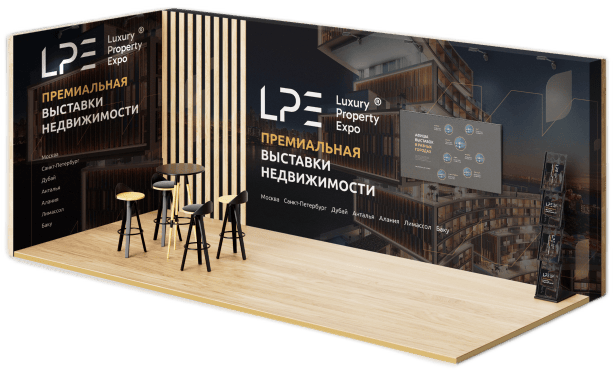 LPE
Luxury ®
Property
Expo
ПРЕМИАЛЬНАЯ
ВЫСТАВКИ
НЕДВИЖИМОСТИ
Москва
Санкт-Петербург
Дубай
Анталья
Алания
Лимассол
Баку
LPE
Luxury ®
Property
Expo
ПРЕМИАЛЬНАЯ
ВЫСТАВКИ
НЕДВИЖИМОСТИ
Москва Санкт-Петербург Дубай Анталья Алания Лимассол Баку